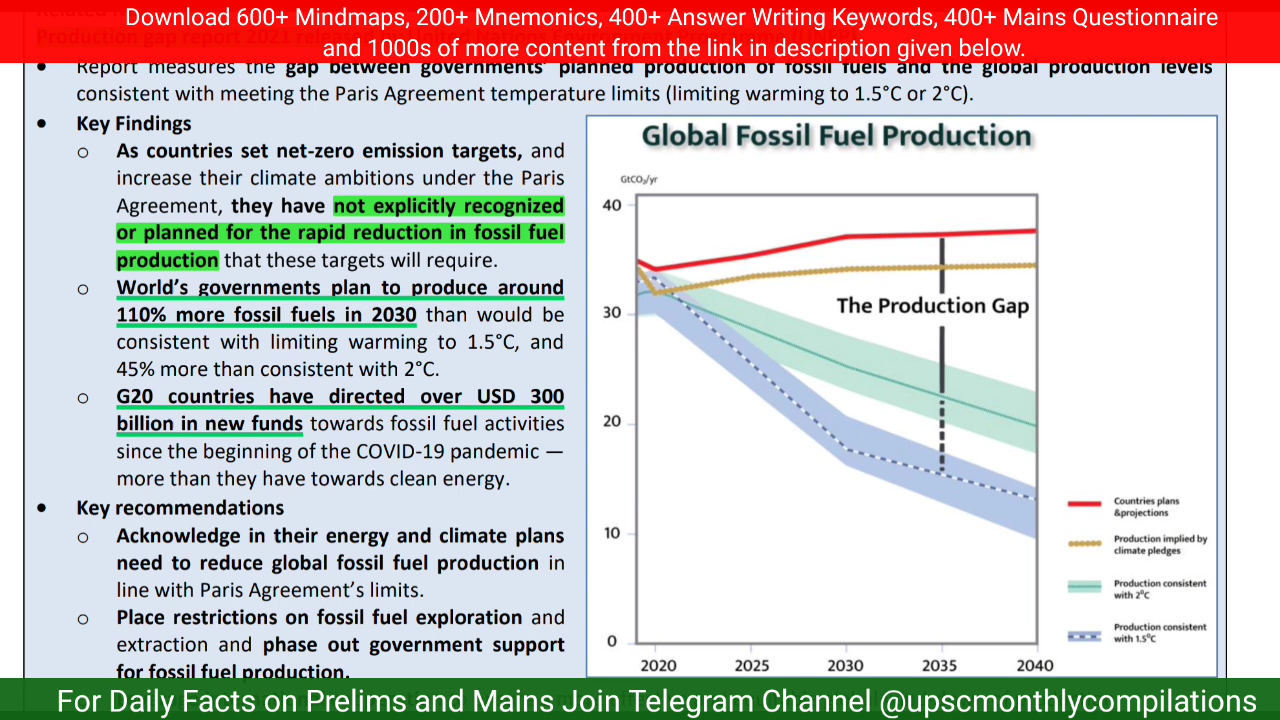 Download 600+ Mindmaps, 200+ Mnemonics, 400+ Answer Writing Keywords, 400+ Mains Questionnaire
and 1000s of more content from the link in description given below.
• Report measures the gap between governments' planned production of fossil fuels and the global production levels
consistent with meeting the Paris Agreement temperature limits (limiting warming to 1.5°C or 2°C).
• Key Findings
o As countries set net-zero emission targets, and
increase their climate ambitions under the Paris
Agreement, they have not explicitly recognized
or planned for the rapid reduction in fossil fuel
production that these targets will require.
o World's governments plan to produce around
110% more fossil fuels in 2030 than would be
consistent with limiting warming to 1.5°C, and
45% more than consistent with 2°C.
o G20 countries have directed over USD 300
billion in new funds towards fossil fuel activities
since the beginning of the COVID-19 pandemic —
more than they have towards clean energy.
• Key recommendations
o Acknowledge in their energy and climate plans
need to reduce global fossil fuel production in
line with Paris Agreement's limits.
o Place restrictions on fossil fuel exploration and
extraction and phase out government support
for fossil fuel production.
Global Fossil Fuel Production
GtCO₂/yr
40
30
20
10
0
The Production Gap
2020 2025 2030 2035 2040
Countries plans
&projections
Production implied by
climate pledges
Production consistent
with 2°C
Production consistent
with 1.5°C
For Daily Facts on Prelims and Mains Join Telegram Channel @upscmonthlycompilations